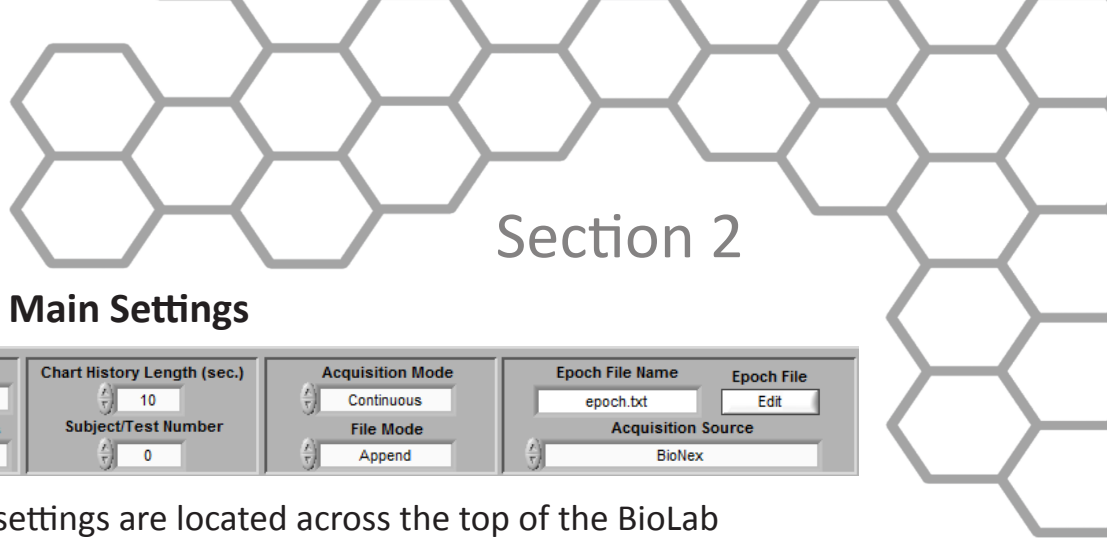 Section 2
Main Settings
Chart History Length (sec.) Acquisition Mode Epoch File Name Epoch File
10 Continuous epoch.txt Edit
Subject/Test Number File Mode Acquisition Source
0 Append BioNex
settings are located across the top of the BioLab